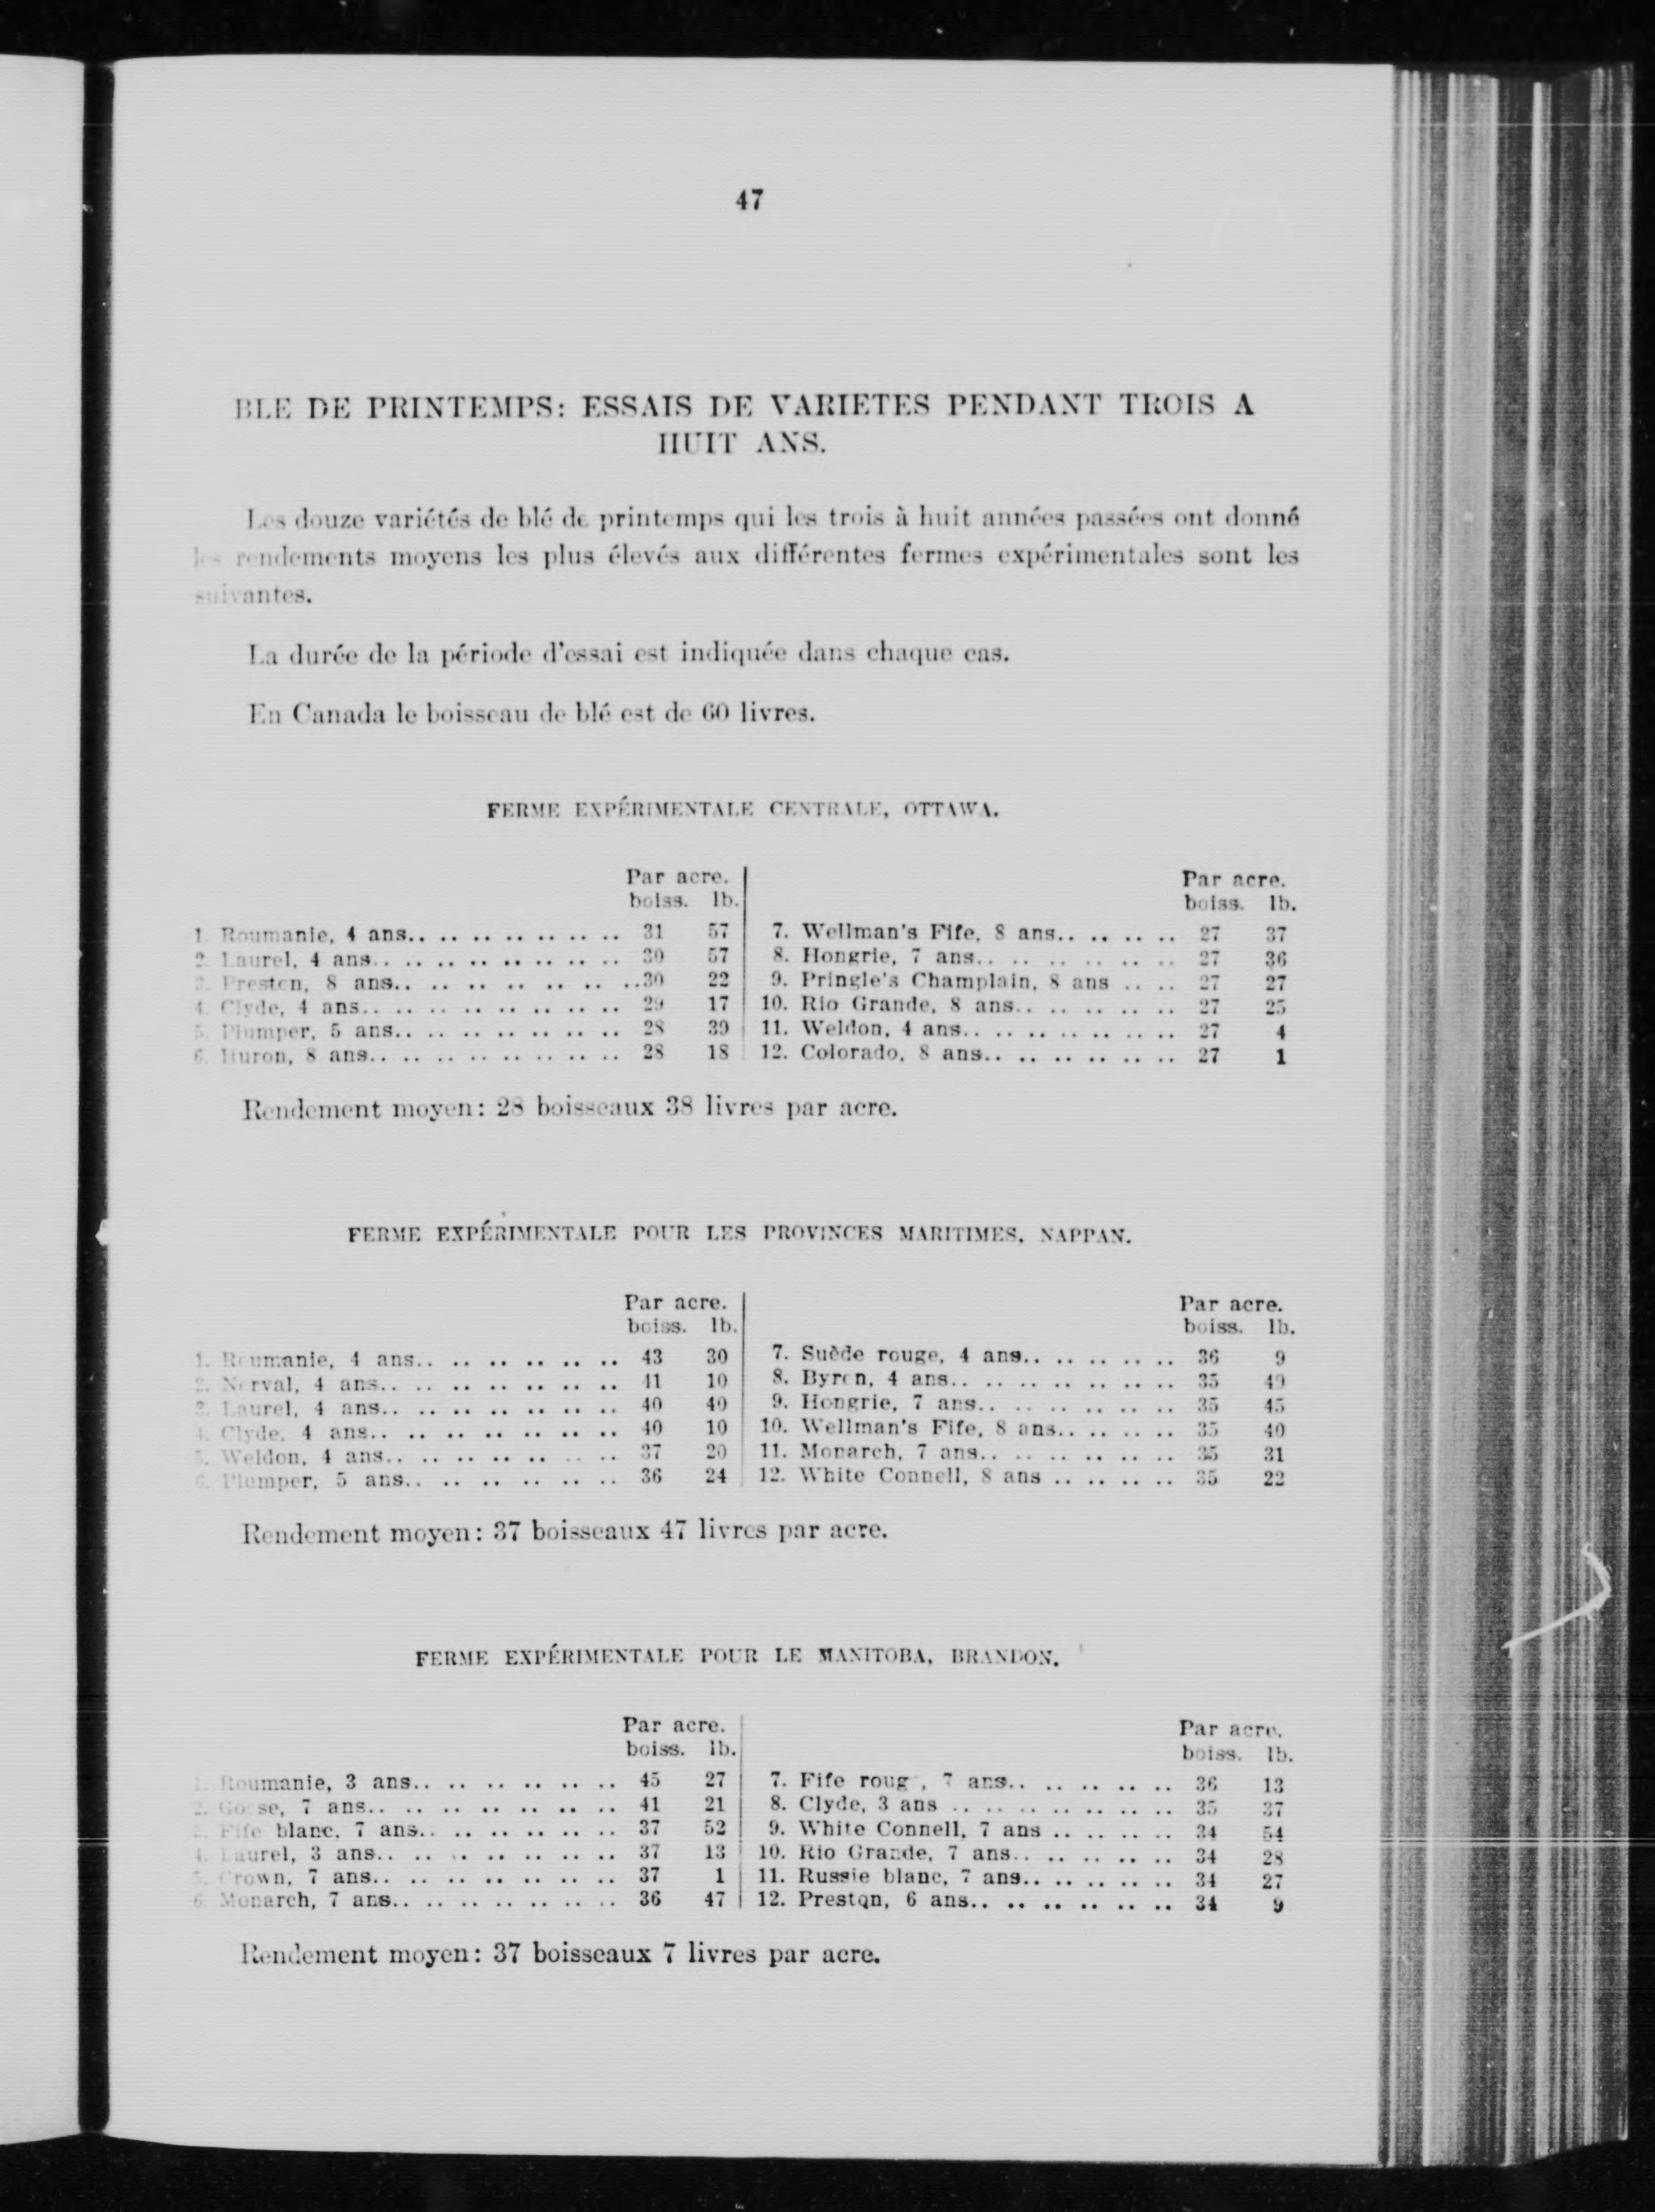 47
BLE DE PRINTEMPS: ESSAIS DE VARIETES PENDANT TROIS A
HUIT ANS.
Les douze variétés de blé de printemps qui les trois à huit années passées ont donné
les rendements moyens les plus élevés aux différentes fermes expérimentales sont les
suivantes.
La durée de la période d'essai est indiquée dans chaque cas.
En Canada le boisseau de blé est de 60 livres.
FERME EXPÉRIMENTALE CENTRALE, OTTAWA.
Par acre.
boiss. lb.
1. Roumanie, 4 ans.. .. .. .. .. .. .. 31 57
2. Laurel, 4 ans.. .. .. .. .. .. .. .. 30 57
3. Preston, 8 ans.. .. .. .. .. .. .. ..30 22
4. Clyde, 4 ans.. .. .. .. .. .. .. .. 29 17
5. Plumper, 5 ans.. .. .. .. .. .. .. 28 39
6. Huron, 8 ans.. .. .. .. .. .. .. .. 28 18
Par acre.
boiss. lb.
7. Wellman's Fife, 8 ans.. .. .. .. 27 37
8. Hongrie, 7 ans.. .. .. .. .. .. 27 36
9. Pringle's Champlain, 8 ans .. .. 27 27
10. Rio Grande, 8 ans.. .. .. .. .. 27 25
11. Weldon, 4 ans.. .. .. .. .. .. .. 27 4
12. Colorado, 8 ans.. .. .. .. .. .. 27 1
Rendement moyen: 28 boisseaux 38 livres par acre.
FERME EXPÉRIMENTALE POUR LES PROVINCES MARITIMES, NAPPAN.
Par acre.
boiss. lb.
1. Roumanie, 4 ans.. .. .. .. .. .. 43 30
2. Norval, 4 ans.. .. .. .. .. .. .. 41 10
3. Laurel, 4 ans.. .. .. .. .. .. .. 40 40
4. Clyde, 4 ans.. .. .. .. .. .. .. 40 10
5. Weldon, 4 ans.. .. .. .. .. .. .. 37 20
6. Plumper, 5 ans.. .. .. .. .. .. 36 24
Par acre.
boiss. lb.
7. Suède rouge, 4 ans.. .. .. .. .. 36 9
8. Byron, 4 ans.. .. .. .. .. .. .. 35 49
9. Hongrie, 7 ans.. .. .. .. .. .. 35 45
10. Wellman's Fife, 8 ans.. .. .. .. 35 40
11. Monarch, 7 ans.. .. .. .. .. .. 35 31
12. White Connell, 8 ans .. .. .. .. 35 22
Rendement moyen: 37 boisseaux 47 livres par acre.
FERME EXPÉRIMENTALE POUR LE MANITOBA, BRANDON.
Par acre.
boiss. lb.
1. Roumanie, 3 ans.. .. .. .. .. .. 45 27
2. Goose, 7 ans.. .. .. .. .. .. .. 41 21
3. Fife blanc, 7 ans.. .. .. .. .. .. 37 52
4. Laurel, 3 ans.. .. .. .. .. .. .. 37 13
5. Crown, 7 ans.. .. .. .. .. .. .. 37 1
6. Monarch, 7 ans.. .. .. .. .. .. .. 36 47
Par acre.
boiss. lb.
7. Fife roug , 7 ans.. .. .. .. .. 36 13
8. Clyde, 3 ans .. .. .. .. .. .. .. 35 37
9. White Connell, 7 ans .. .. .. .. 34 54
10. Rio Grande, 7 ans.. .. .. .. .. 34 28
11. Russie blanc, 7 ans.. .. .. .. .. 34 27
12. Preston, 6 ans.. .. .. .. .. .. 34 9
Rendement moyen: 37 boisseaux 7 livres par acre.